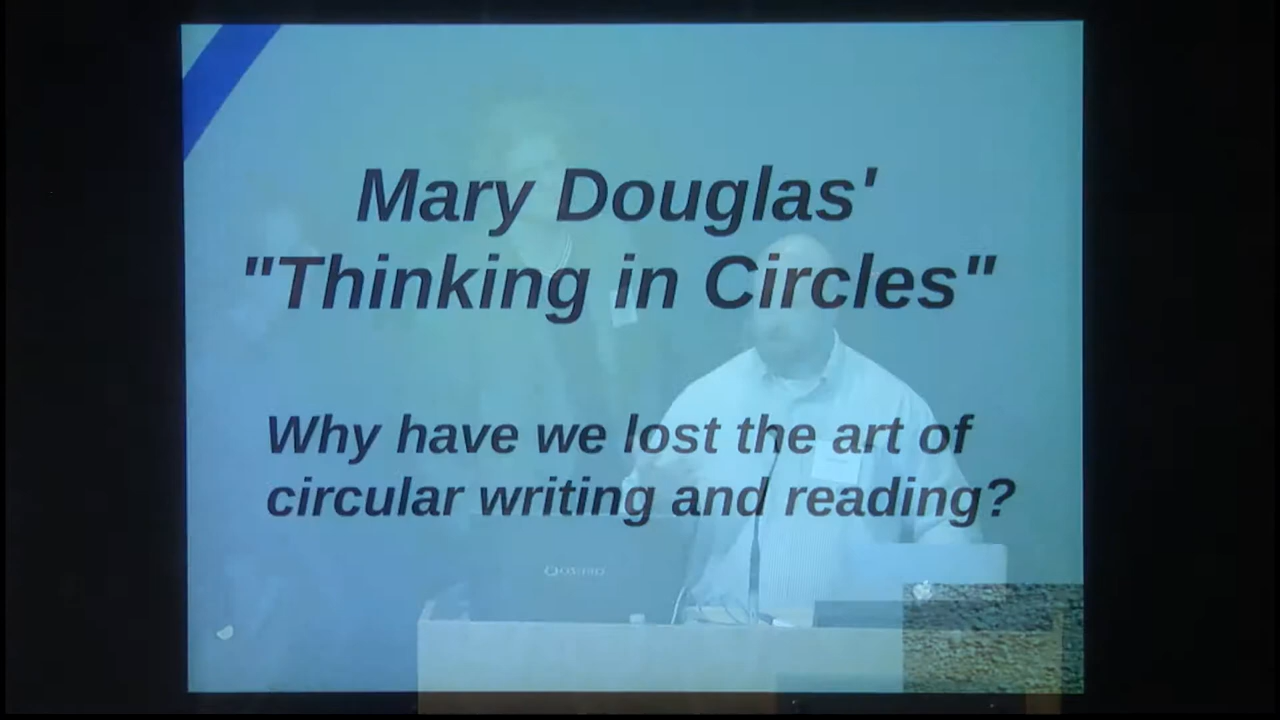 Mary Douglas'
"Thinking in Circles"
Why have we lost the art of
circular writing and reading?